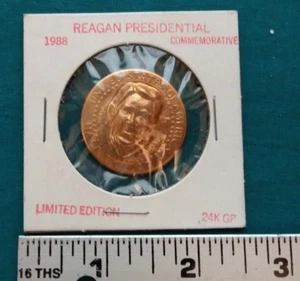 REAGAN PRESIDENTIAL
1988 COMMEMORATIVE
LIMITED EDITION
.24K GP
16 THS 1 2 3